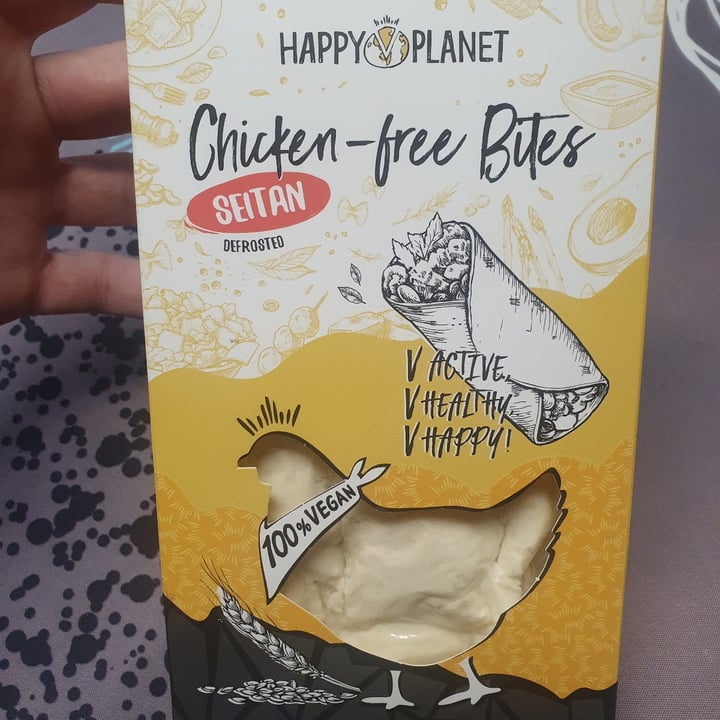 HAPPY V PLANET
Chicken-free Bites
SEITAN
DEFROSTED
V ACTIVE,
V HEALTHY,
V HAPPY!
100% VEGAN